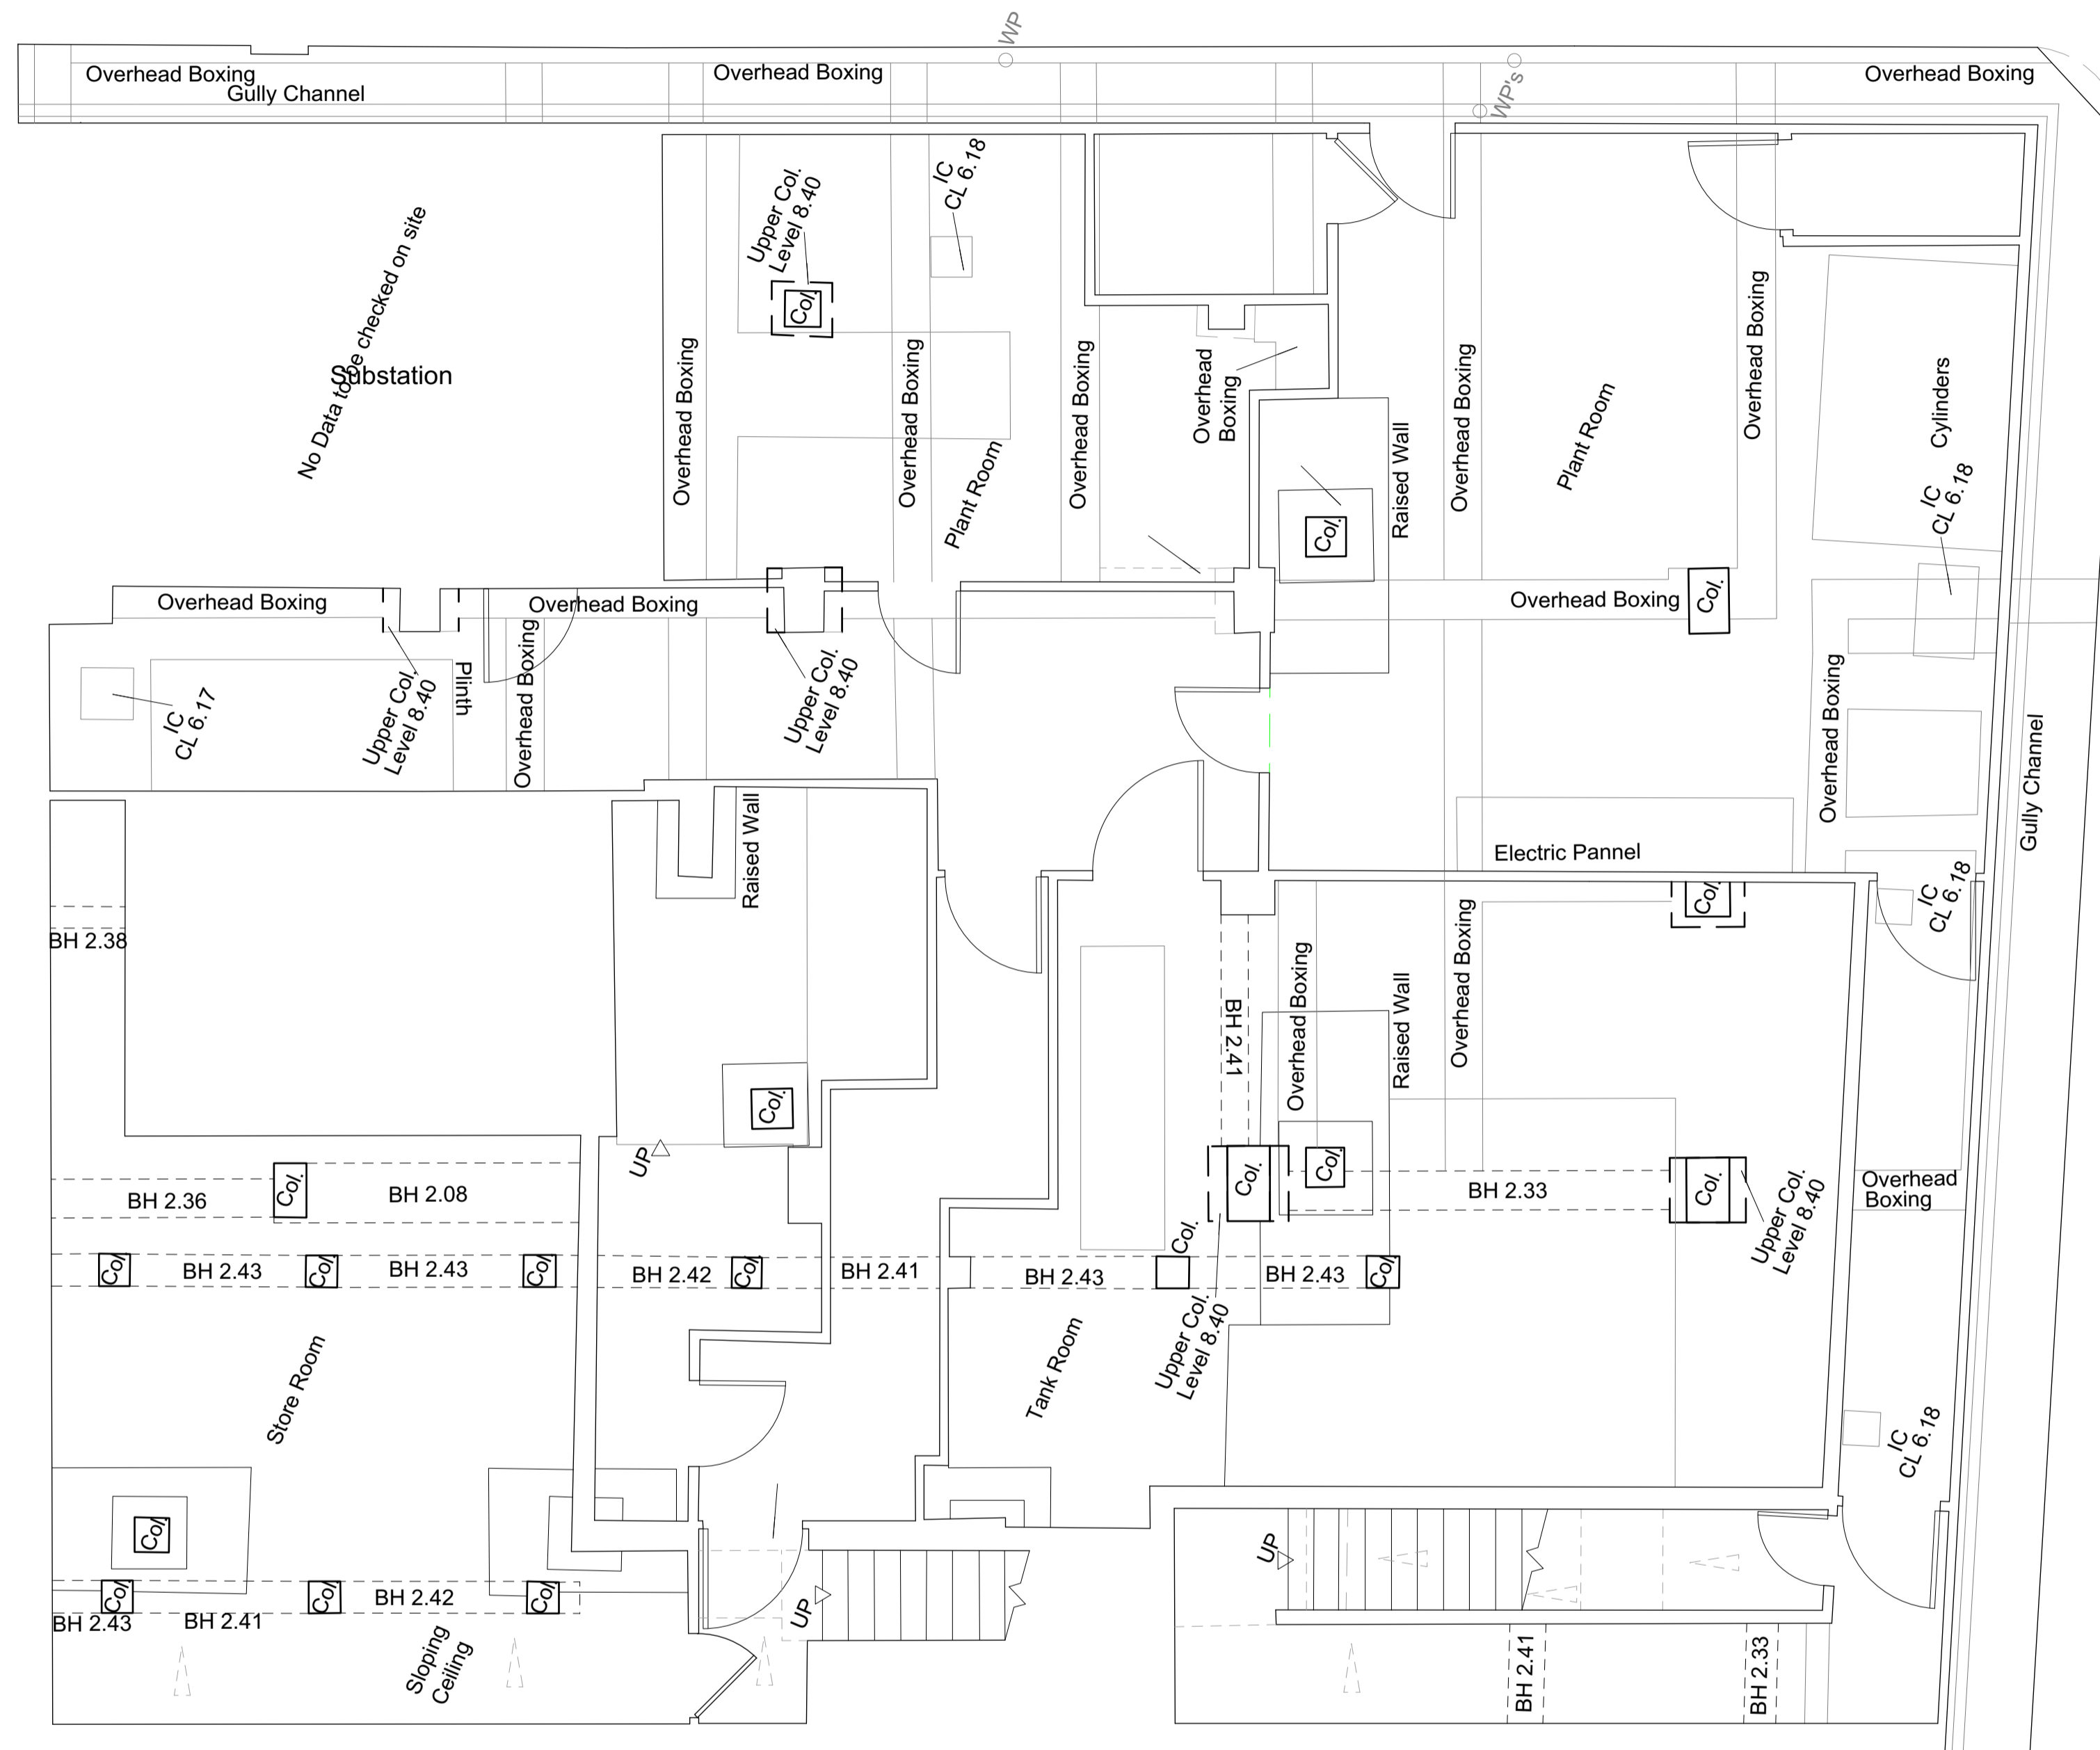 WP
Overhead Boxing
Overhead Boxing
Overhead Boxing
Gully Channel
WP's
IC
CL 6.18
Upper Col.
Level 8.40
Col.
No Data to be checked on site
Substation
Overhead Boxing
Overhead Boxing
Overhead Boxing
Overhead
Boxing
Overhead Boxing
Overhead Boxing
Cylinders
Plant Room
Plant Room
Raised Wall
Col.
IC
CL 6.18
Overhead Boxing
Overhead Boxing
Overhead Boxing
Col.
IC
CL 6.17
Upper Col.
Level 8.40
Plinth
Overhead Boxing
Upper Col.
Level 8.40
Overhead Boxing
Gully Channel
Raised Wall
Electric Pannel
Col.
IC
CL 6.18
BH 2.38
BH 2.41
Overhead Boxing
Raised Wall
Overhead Boxing
Col.
UP
BH 2.36
Col.
BH 2.08
Col.
Col.
BH 2.33
Col.
Upper Col.
Level 8.40
Overhead
Boxing
Col.
Col.
BH 2.43
Col.
BH 2.43
Col.
BH 2.42
Col.
BH 2.41
BH 2.43
BH 2.43
Col.
Upper Col.
Level 8.40
Store Room
Tank Room
IC
CL 6.18
Col.
UP
Col.
Col.
BH 2.42
Col.
BH 2.43
BH 2.41
UP
Sloping
Ceiling
BH 2.41
BH 2.33